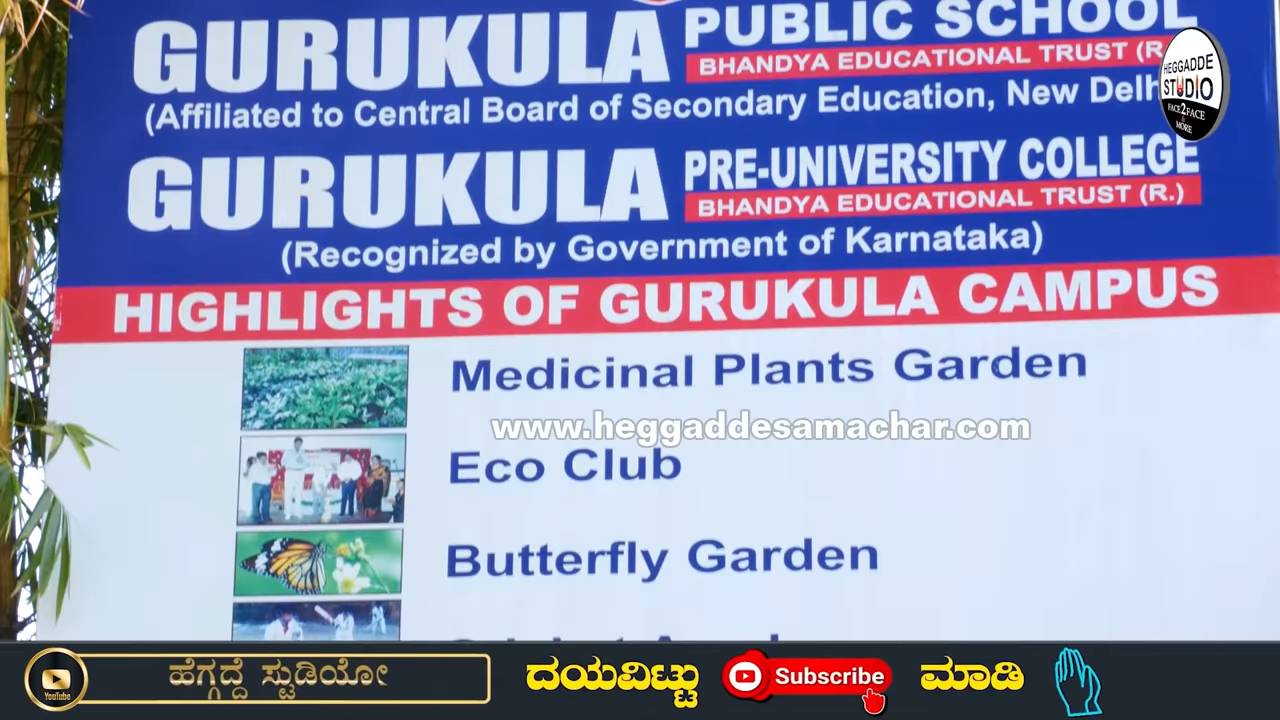 GURUKULA PUBLIC SCHOOL
BHANDYA EDUCATIONAL TRUST (R
(Affiliated to Central Board of Secondary Education, New Delh
HEGGADDE
STUDIO
FACE2FACE
&
MORE
GURUKULA PRE-UNIVERSITY COLLEGE
BHANDYA EDUCATIONAL TRUST (R.)
(Recognized by Government of Karnataka)
HIGHLIGHTS OF GURUKULA CAMPUS
Medicinal Plants Garden
www.heggaddesamachar.com
Eco Club
Butterfly Garden
YouTube
ಹೆಗ್ಗದ್ದೆ ಸ್ಟುಡಿಯೋ
ದಯವಿಟ್ಟು Subscribe ಮಾಡಿ